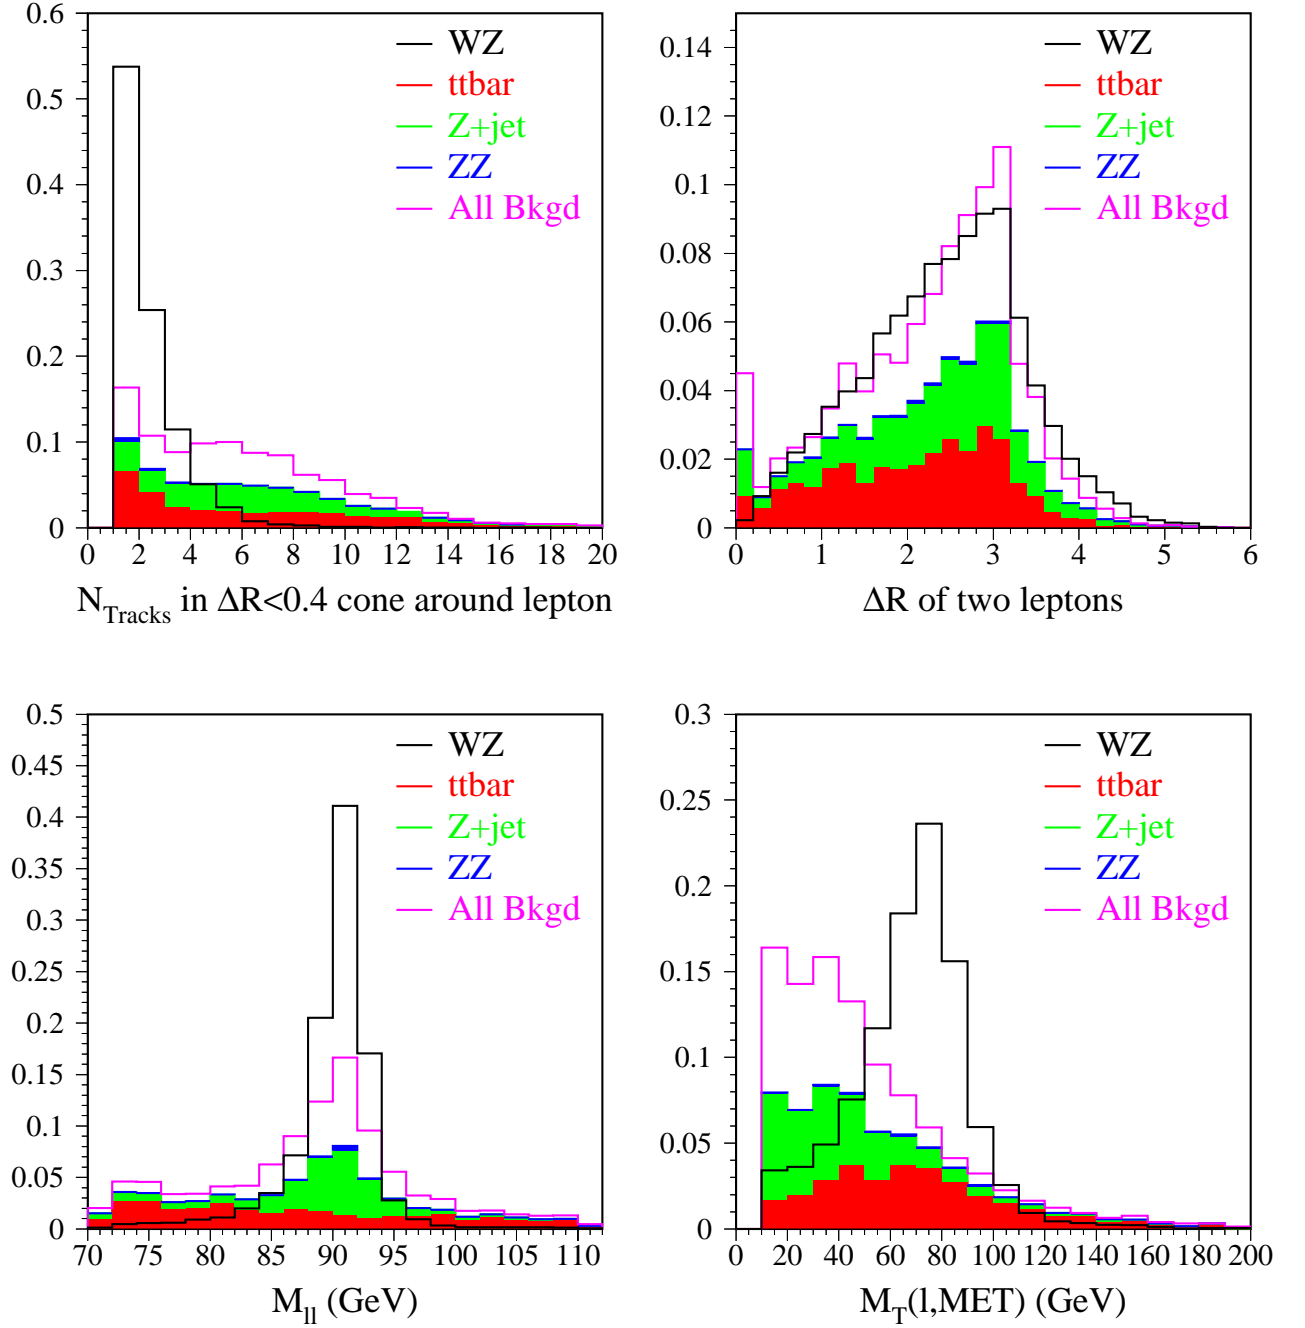 0.6
0.5
0.4
0.3
0.2
0.1
0
0 2 4 6 8 10 12 14 16 18 20
WZ
ttbar
Z+jet
ZZ
All Bkgd
N_Tracks in ΔR<0.4 cone around lepton
0.14
0.12
0.1
0.08
0.06
0.04
0.02
0
0 1 2 3 4 5 6
WZ
ttbar
Z+jet
ZZ
All Bkgd
ΔR of two leptons
0.5
0.45
0.4
0.35
0.3
0.25
0.2
0.15
0.1
0.05
0
70 75 80 85 90 95 100 105 110
WZ
ttbar
Z+jet
ZZ
All Bkgd
M_ll (GeV)
0.3
0.25
0.2
0.15
0.1
0.05
0
0 20 40 60 80 100 120 140 160 180 200
WZ
ttbar
Z+jet
ZZ
All Bkgd
M_T(l,MET) (GeV)